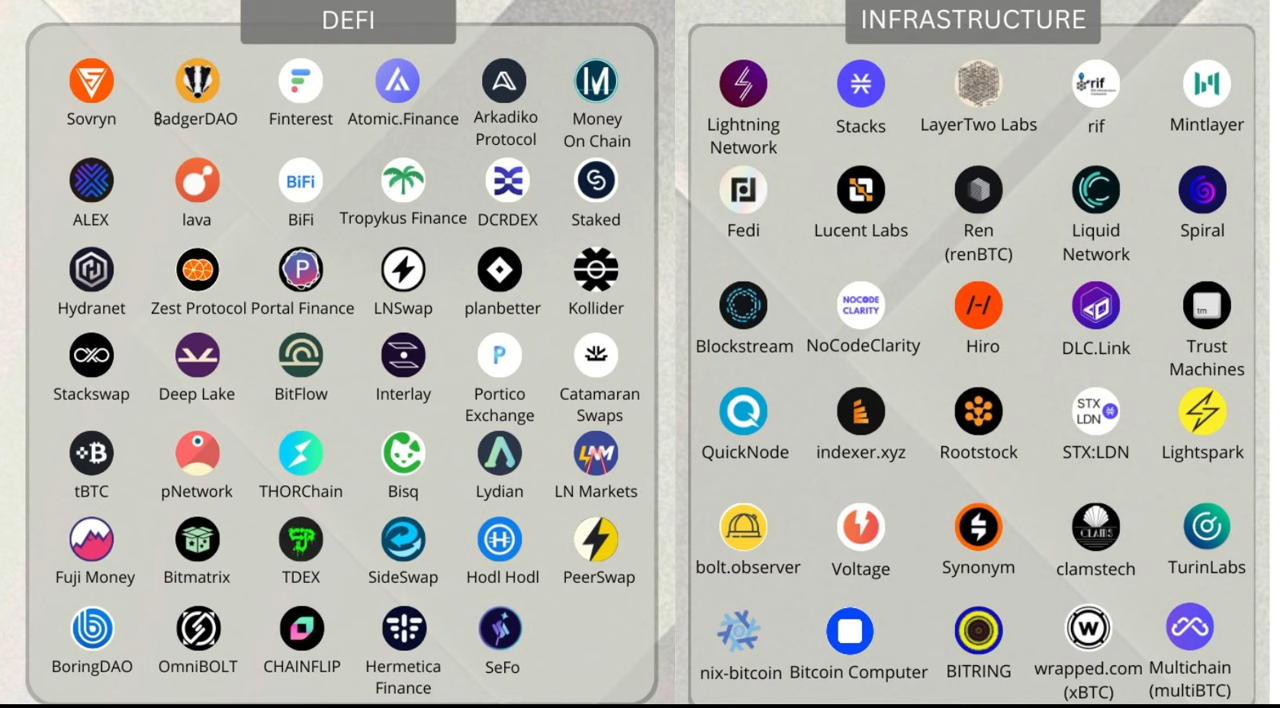 DEFI
Sovryn
BadgerDAO
Finterest
Atomic.Finance
Arkadiko
Protocol
Money
On Chain
ALEX
lava
BiFi
BiFi
Tropykus Finance
DCRDEX
Staked
Hydranet
Zest Protocol
P
Portal Finance
LNSwap
planbetter
Kollider
Stackswap
Deep Lake
BitFlow
Interlay
P
Portico
Exchange
Catamaran
Swaps
tBTC
pNetwork
THORChain
Bisq
Lydian
LNM
LN Markets
Fuji Money
Bitmatrix
TDEX
SideSwap
Hodl Hodl
PeerSwap
BoringDAO
OmniBOLT
CHAINFLIP
Hermetica
Finance
SeFo
INFRASTRUCTURE
Lightning
Network
Stacks
LayerTwo Labs
rif
rif
Mintlayer
Fedi
Lucent Labs
Ren
(renBTC)
Liquid
Network
Spiral
Blockstream
NOCODE
CLARITY
NoCodeClarity
/-/
Hiro
DLC.Link
tm
Trust
Machines
QuickNode
indexer.xyz
Rootstock
STX
LDN
STX:LDN
Lightspark
bolt.observer
Voltage
Synonym
CLAMS
clamstech
TurinLabs
nix-bitcoin
Bitcoin Computer
BITRING
W
wrapped.com
(xBTC)
Multichain
(multiBTC)